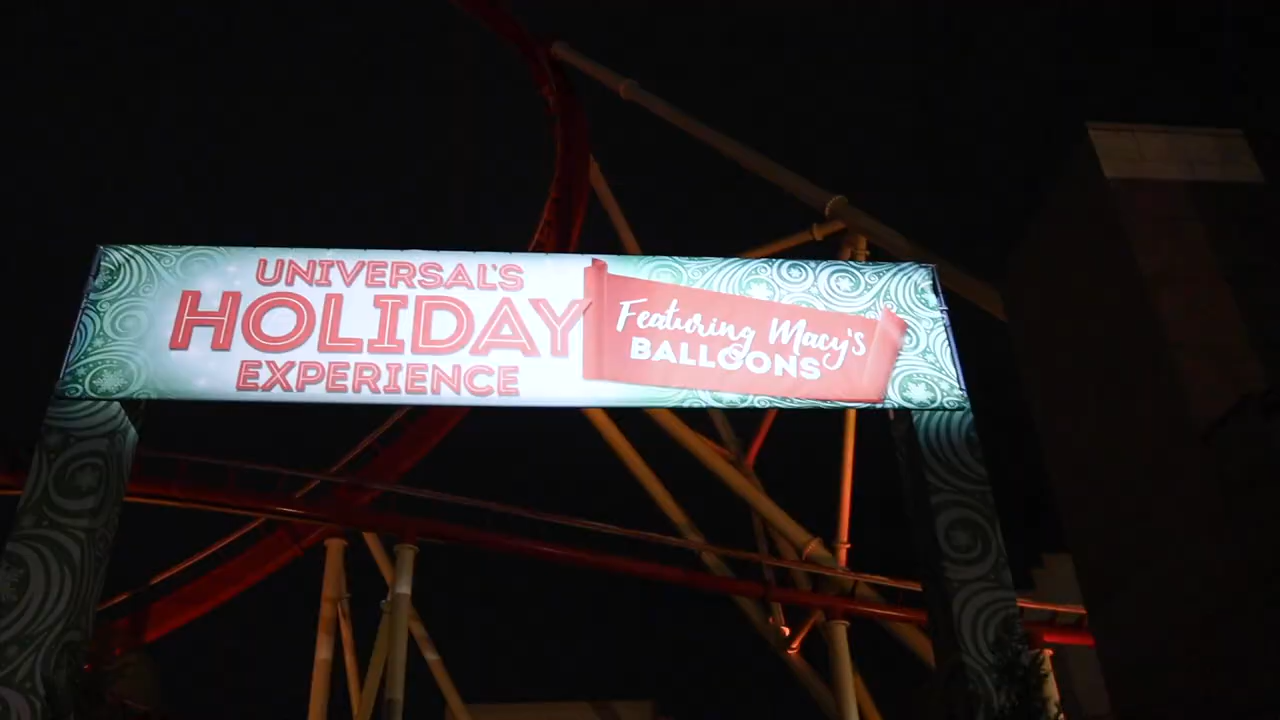 UNIVERSAL'S
HOLIDAY
EXPERIENCE
Featuring Macy's
BALLOONS